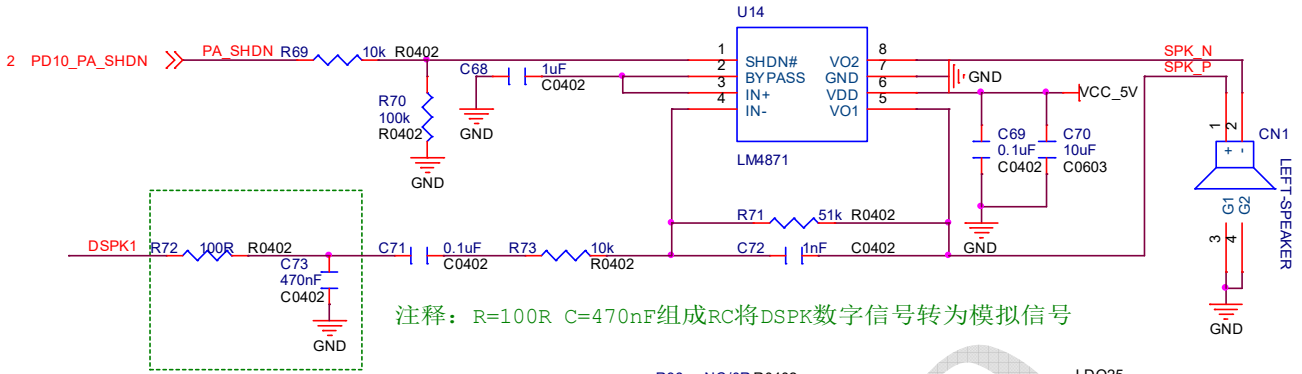 U14
2 PD10_PA_SHDN
PA_SHDN R69 10k R0402
C68 1uF
C0402
GND
R70
100k
R0402
GND
1 SHDN# VO2 8
2 BYPASS GND 7
3 IN+ VDD 6
4 IN- VO1 5
LM4871
GND
VCC_5V
SPK_N
SPK_P
C69
0.1uF
C0402
C70
10uF
C0603
GND
1 2
CN1
+ -
LEFT-SPEAKER
G1 G2
3 4
GND
R71 51k R0402
C72 1nF C0402
DSPK1 R72 100R R0402
C73
470nF
C0402
GND
C71 0.1uF
C0402
R73 10k
R0402
注释：R=100R C=470nF组成RC将DSPK数字信号转为模拟信号